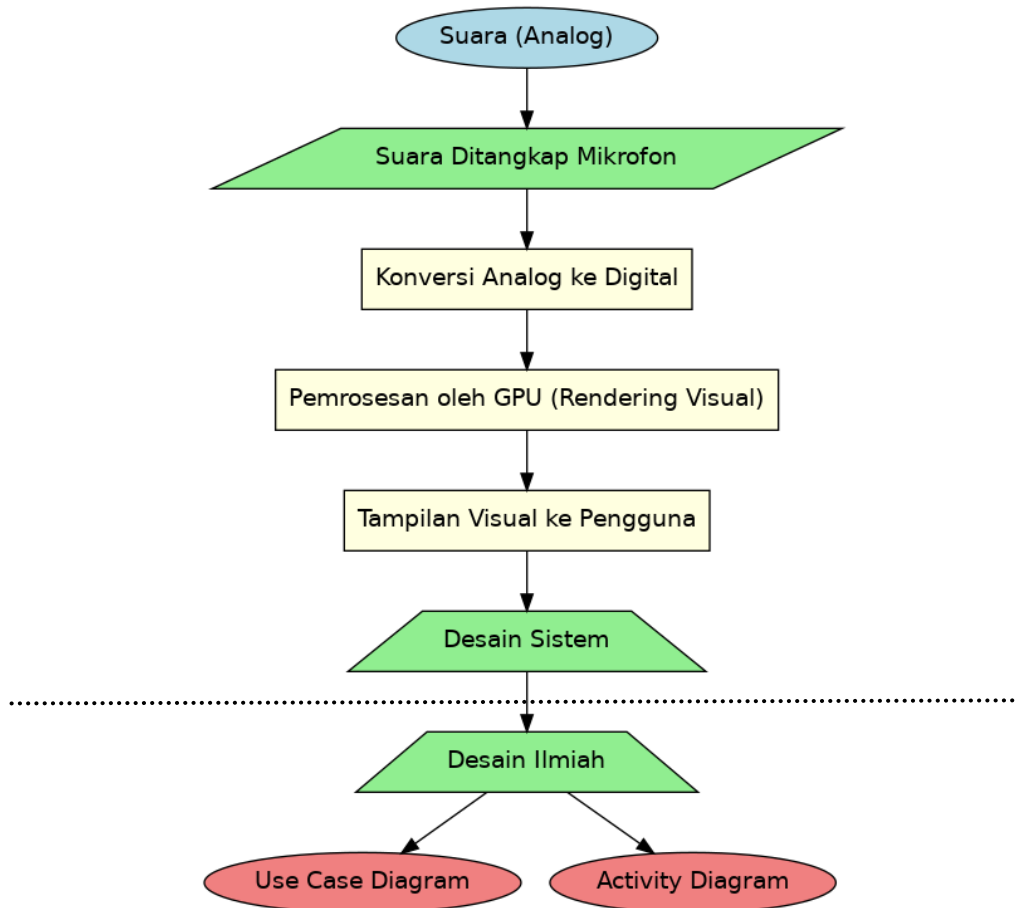 Suara (Analog)
Suara Ditangkap Mikrofon
Konversi Analog ke Digital
Pemrosesan oleh GPU (Rendering Visual)
Tampilan Visual ke Pengguna
Desain Sistem
Desain Ilmiah
Use Case Diagram
Activity Diagram